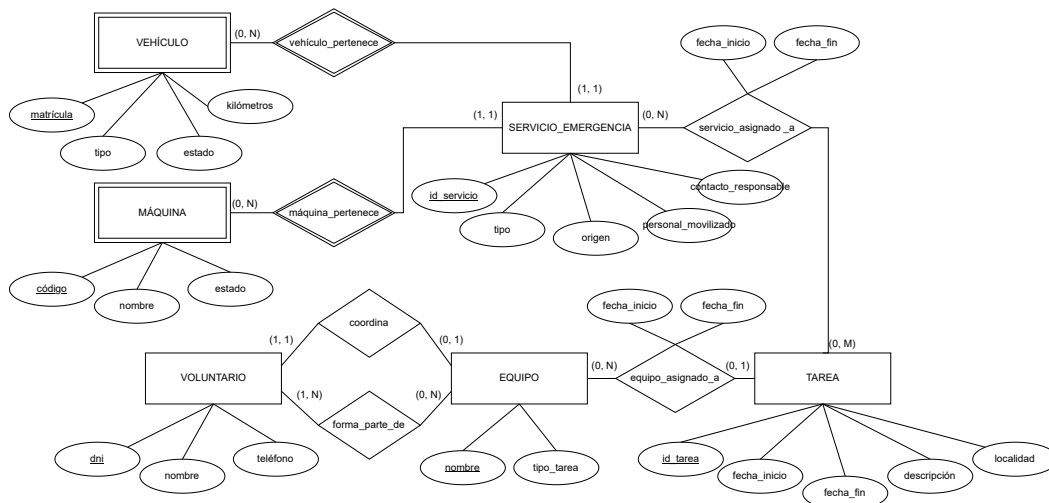 VEHÍCULO
(0, N)
vehículo_pertenece
fecha_inicio
fecha_fin
matrícula
kilómetros
tipo
estado
(1, 1)
(1, 1)
SERVICIO_EMERGENCIA
(0, N)
servicio_asignado _a
MÁQUINA
(0, N)
máquina_pertenece
id_servicio
contacto_responsable
tipo
origen
personal_movilizado
código
nombre
estado
coordina
fecha_inicio
fecha_fin
(1, 1)
(0, 1)
(0, M)
VOLUNTARIO
EQUIPO
(0, N)
equipo_asignado_a
(0, 1)
TAREA
(1, N)
(0, N)
forma_parte_de
dni
nombre
teléfono
nombre
tipo_tarea
id_tarea
fecha_inicio
fecha_fin
descripción
localidad